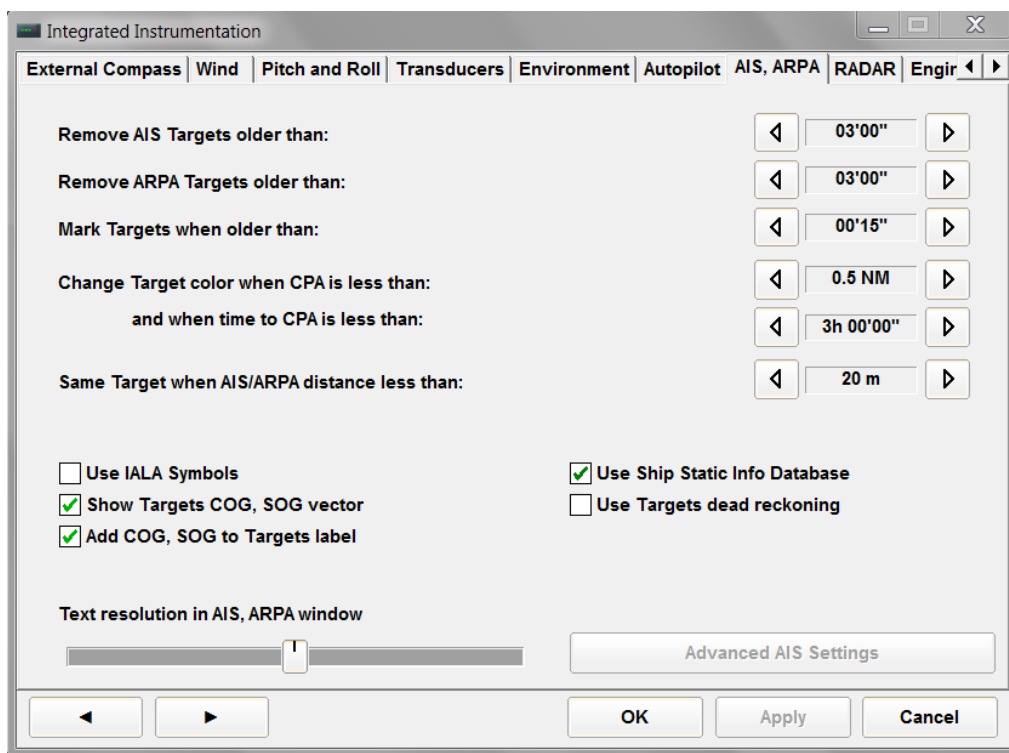 Integrated Instrumentation
External Compass Wind Pitch and Roll Transducers Environment Autopilot AIS, ARPA RADAR Engir
Remove AIS Targets older than: 03'00"
Remove ARPA Targets older than: 03'00"
Mark Targets when older than: 00'15"
Change Target color when CPA is less than: 0.5 NM
and when time to CPA is less than: 3h 00'00"
Same Target when AIS/ARPA distance less than: 20 m
Use IALA Symbols Use Ship Static Info Database
Show Targets COG, SOG vector Use Targets dead reckoning
Add COG, SOG to Targets label
Text resolution in AIS, ARPA window
Advanced AIS Settings
OK Apply Cancel